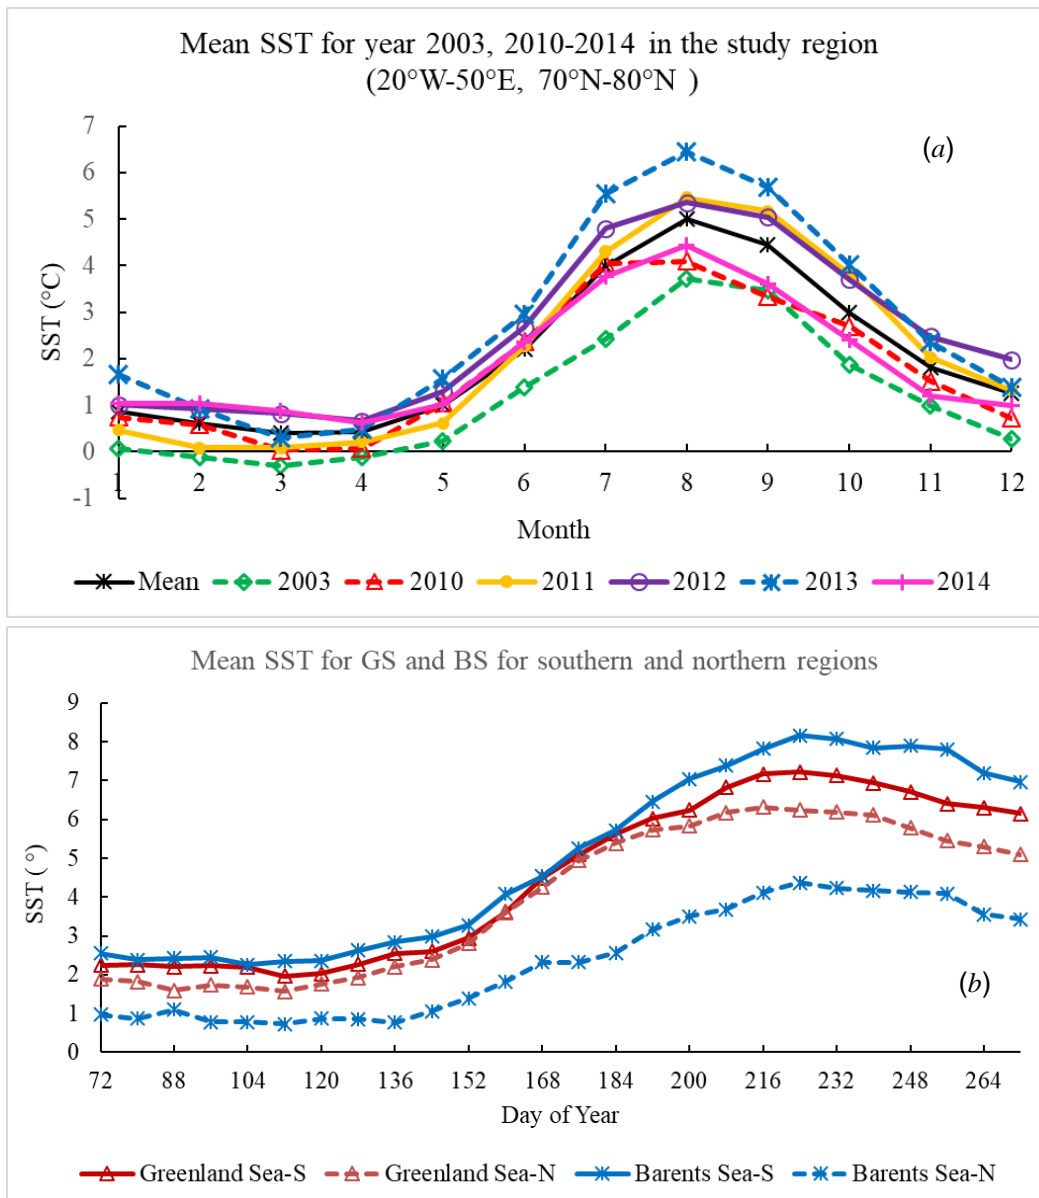 Mean SST for year 2003, 2010-2014 in the study region
(20°W-50°E, 70°N-80°N )
(a)
SST (°C)
7
6
5
4
3
2
1
0
-1
1 2 3 4 5 6 7 8 9 10 11 12
Month
Mean 2003 2010 2011 2012 2013 2014
Mean SST for GS and BS for southern and northern regions
SST ( °)
9
8
7
6
5
4
3
2
1
0
(b)
72 88 104 120 136 152 168 184 200 216 232 248 264
Day of Year
Greenland Sea-S Greenland Sea-N Barents Sea-S Barents Sea-N